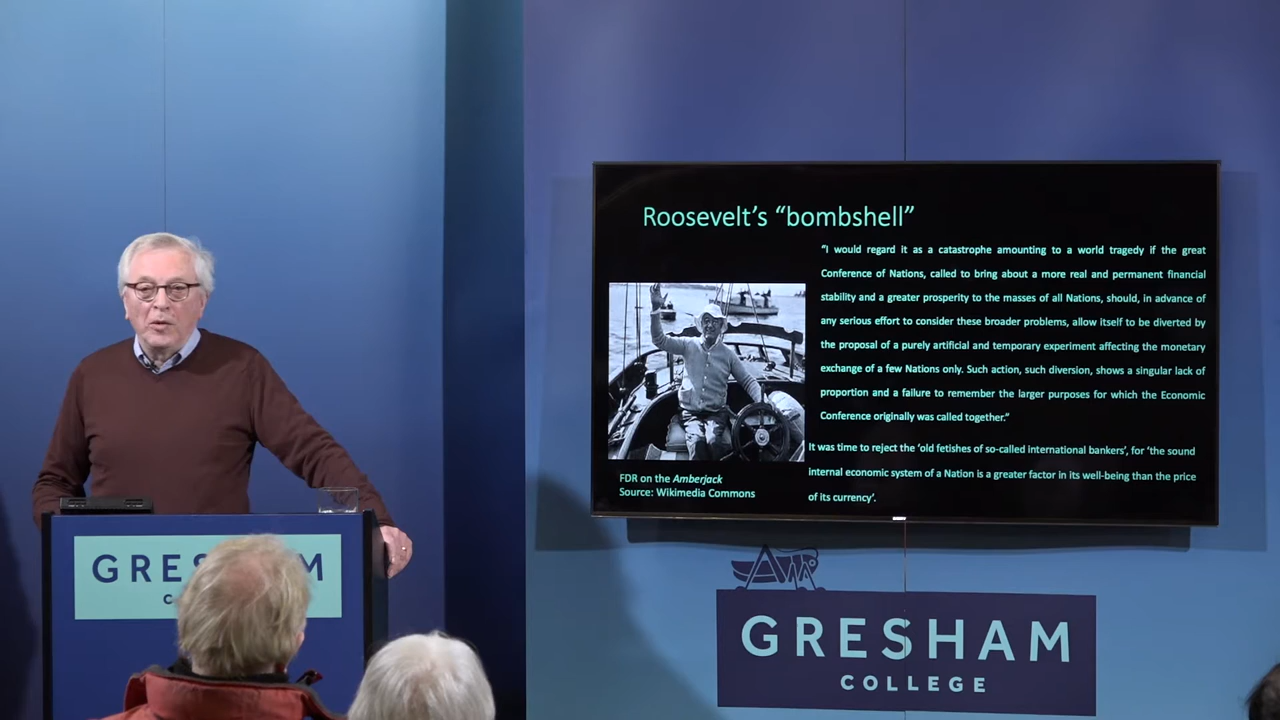 Roosevelt's “bombshell”
“I would regard it as a catastrophe amounting to a world tragedy if the great
Conference of Nations, called to bring about a more real and permanent financial
stability and a greater prosperity to the masses of all Nations, should, in advance of
any serious effort to consider these broader problems, allow itself to be diverted by
the proposal of a purely artificial and temporary experiment affecting the monetary
exchange of a few Nations only. Such action, such diversion, shows a singular lack of
proportion and a failure to remember the larger purposes for which the Economic
Conference originally was called together.”
It was time to reject the ‘old fetishes of so-called international bankers’, for ‘the sound
internal economic system of a Nation is a greater factor in its well-being than the price
of its currency’.
FDR on the Amberjack
Source: Wikimedia Commons
GRES M
C
GRESHAM
COLLEGE